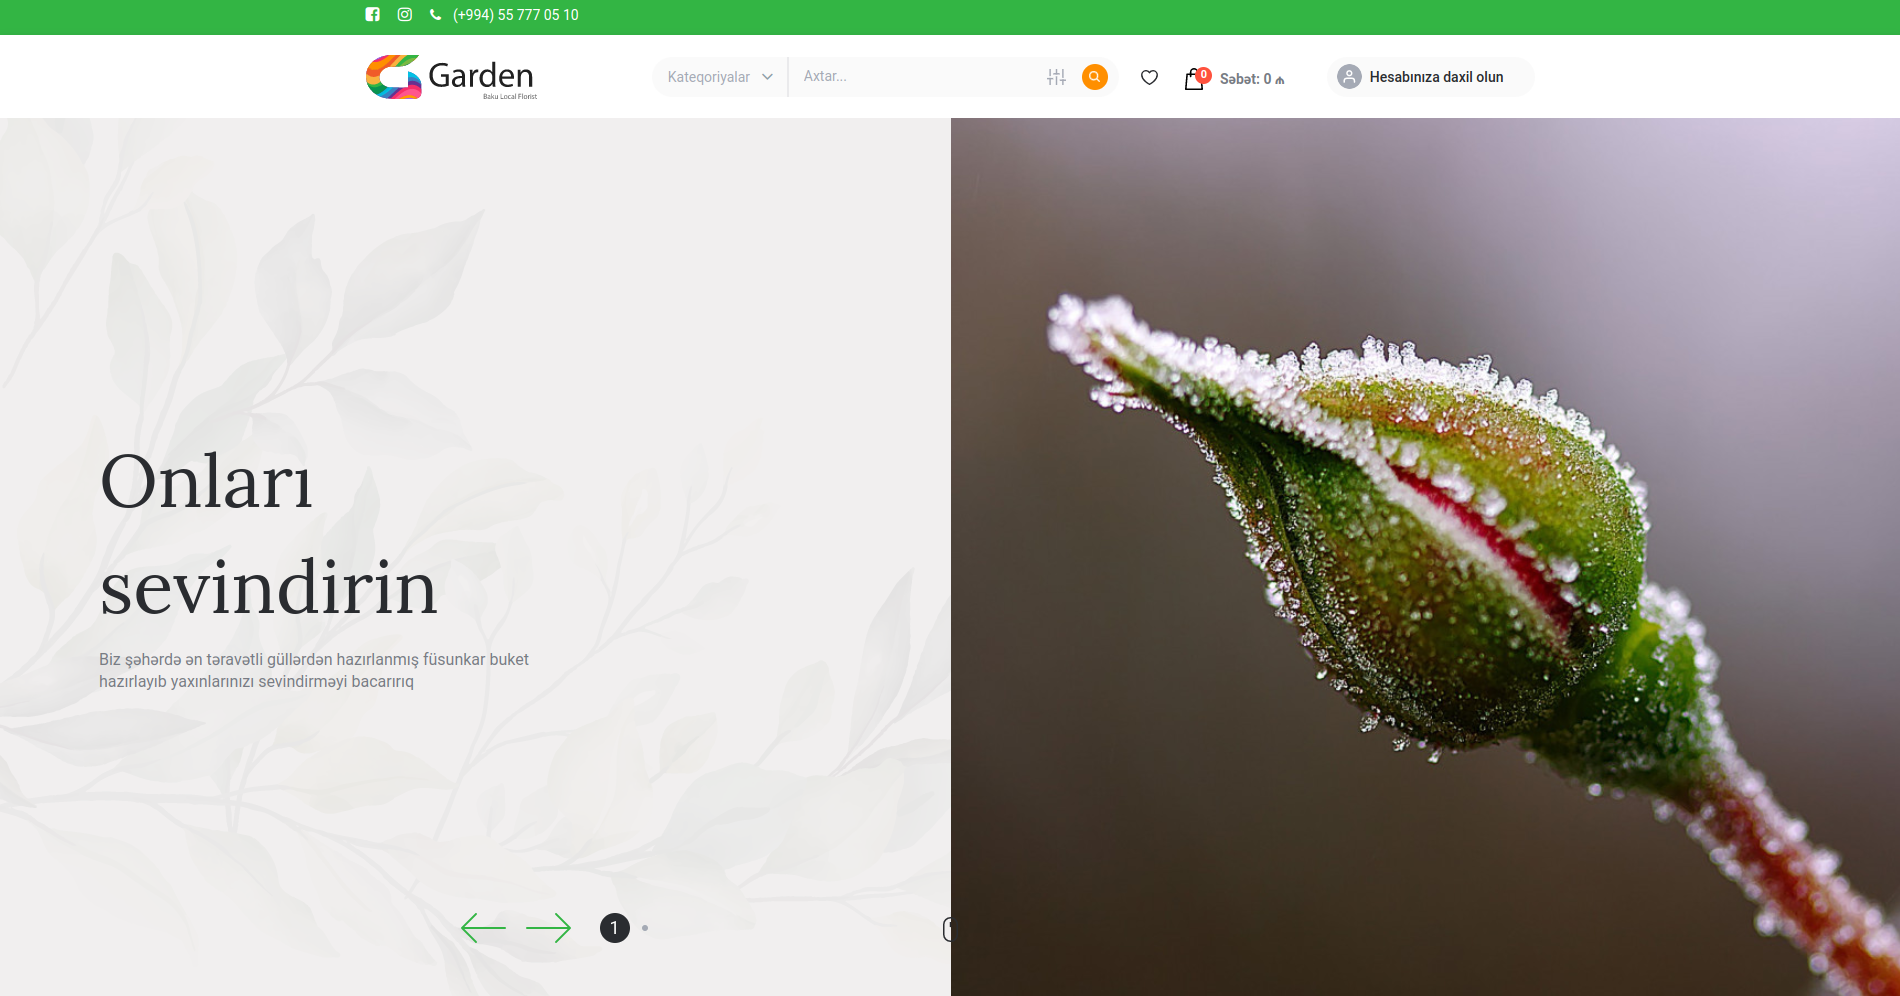 (+994) 55 777 05 10
Garden
Baku Local Florist
Kateqoriyalar
Axtar...
0
Səbət: 0 ₼
Hesabınıza daxil olun
Onları
sevindirin
Biz şəhərdə ən təravətli güllərdən hazırlanmış füsunkar buket
hazırlayıb yaxınlarınızı sevindirməyi bacarırıq
1